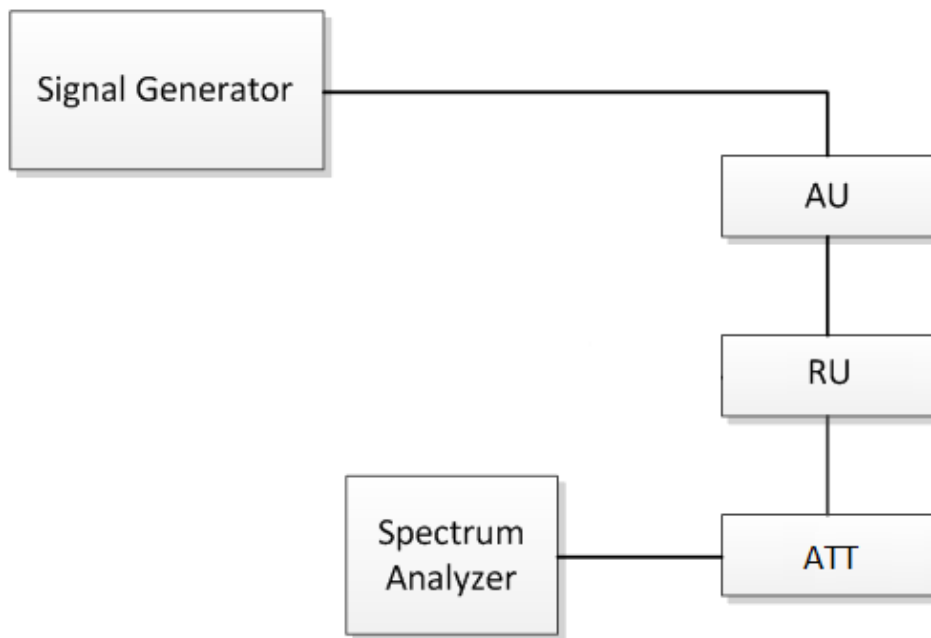 Signal Generator
AU
RU
Spectrum
Analyzer
ATT